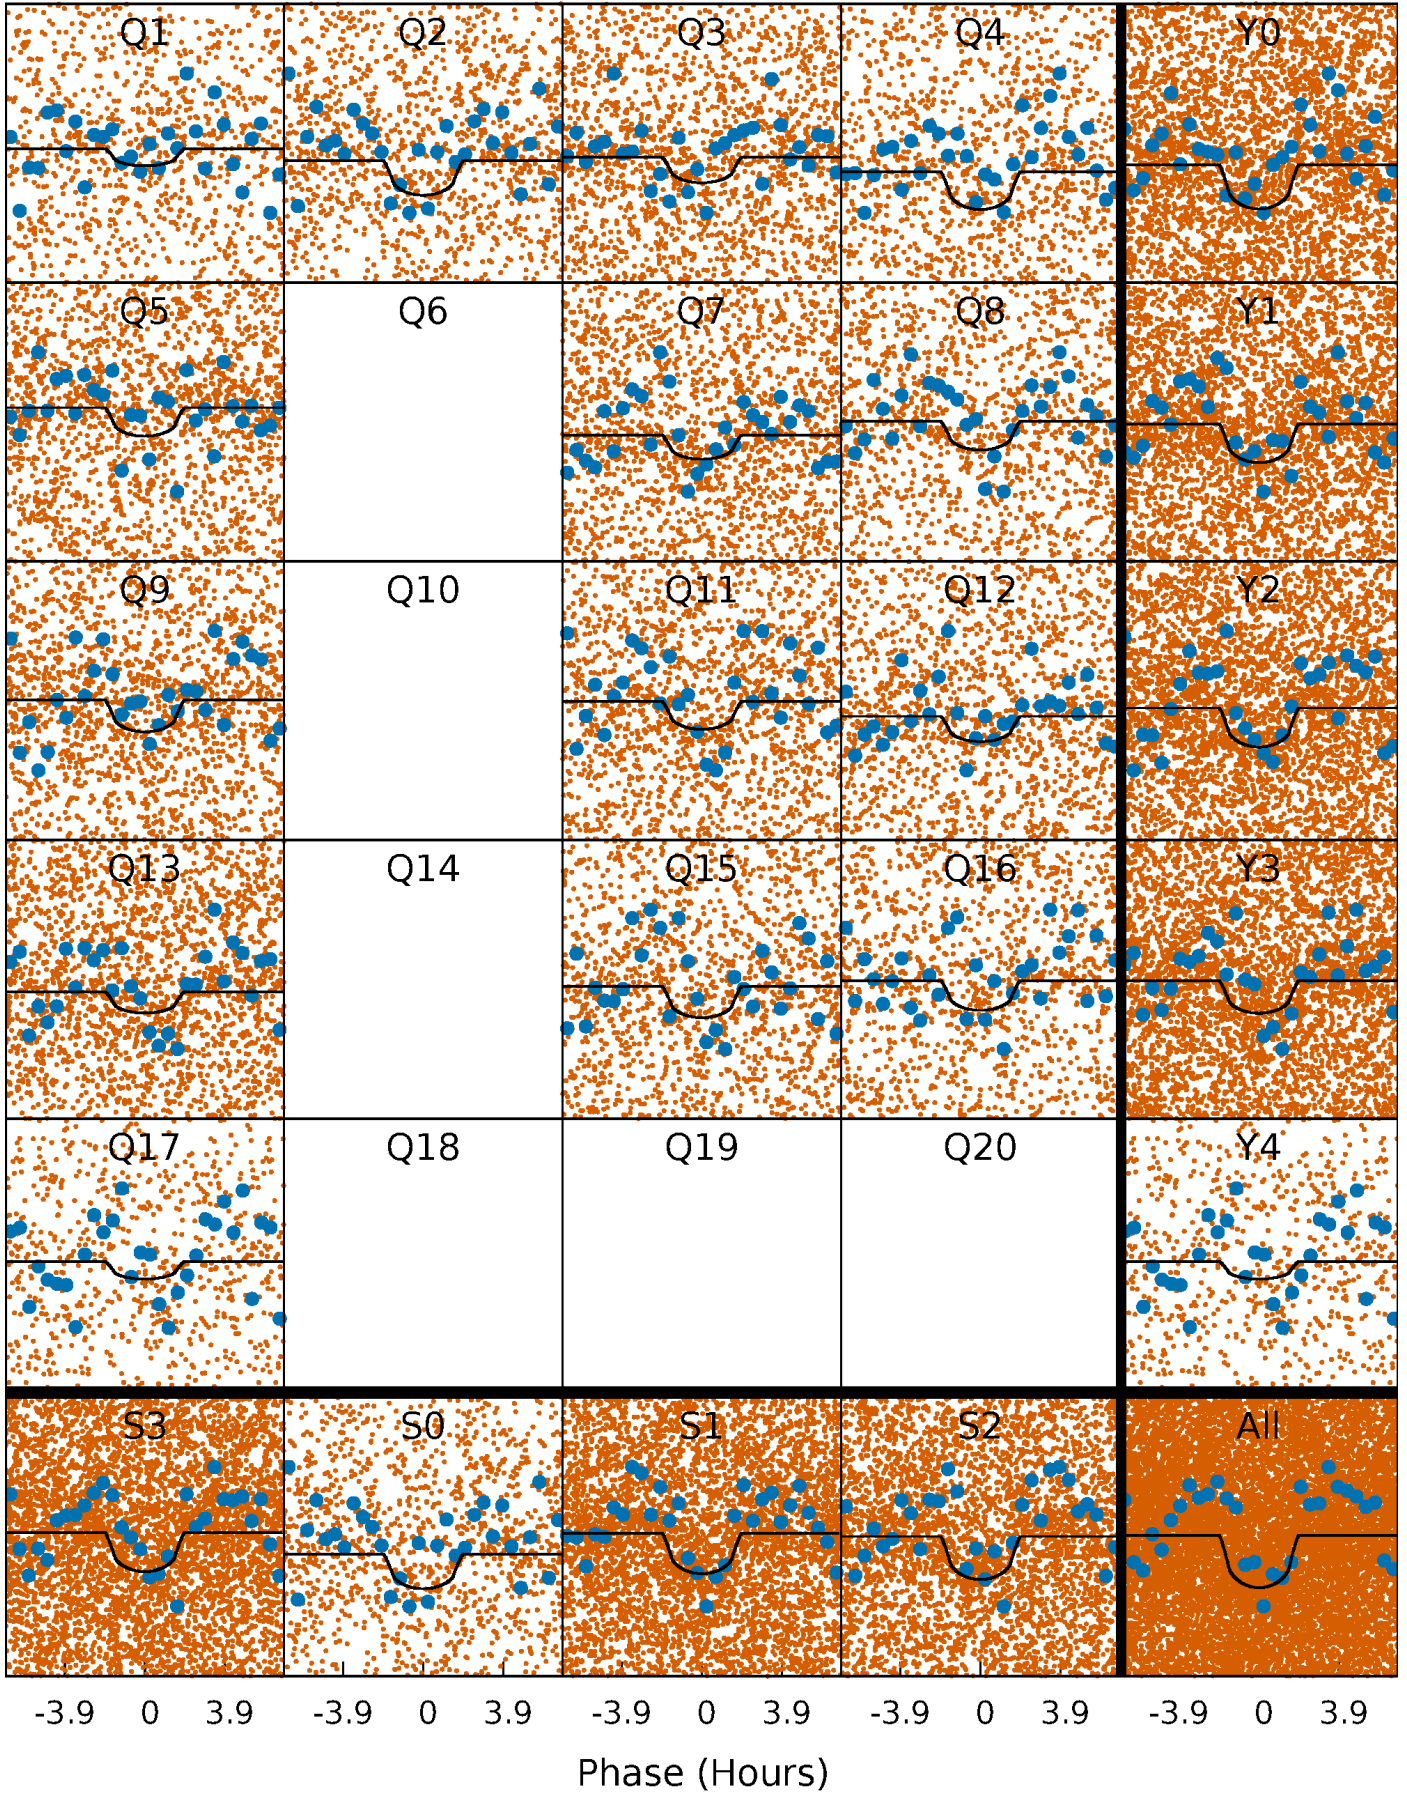 Q1 Q2 Q3 Q4 Y0
Q5 Q6 Q7 Q8 Y1
Q9 Q10 Q11 Q12 Y2
Q13 Q14 Q15 Q16 Y3
Q17 Q18 Q19 Q20 Y4
S3 S0 S1 S2 All
-3.9 0 3.9 -3.9 0 3.9 -3.9 0 3.9 -3.9 0 3.9 -3.9 0 3.9
Phase (Hours)